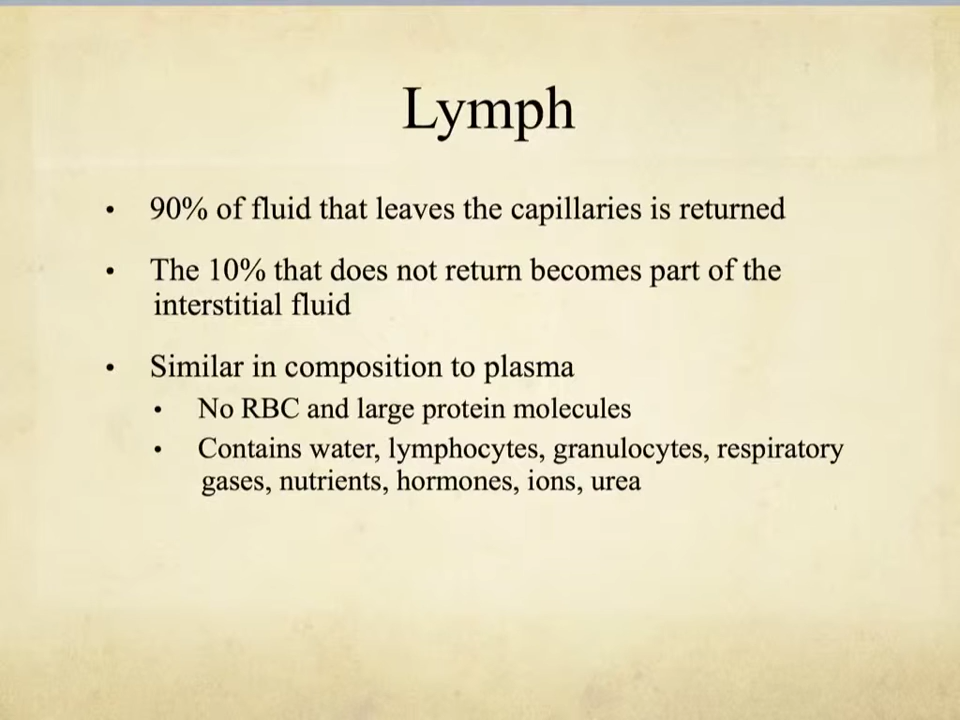 Lymph
• 90% of fluid that leaves the capillaries is returned
• The 10% that does not return becomes part of the
interstitial fluid
• Similar in composition to plasma
• No RBC and large protein molecules
• Contains water, lymphocytes, granulocytes, respiratory
gases, nutrients, hormones, ions, urea